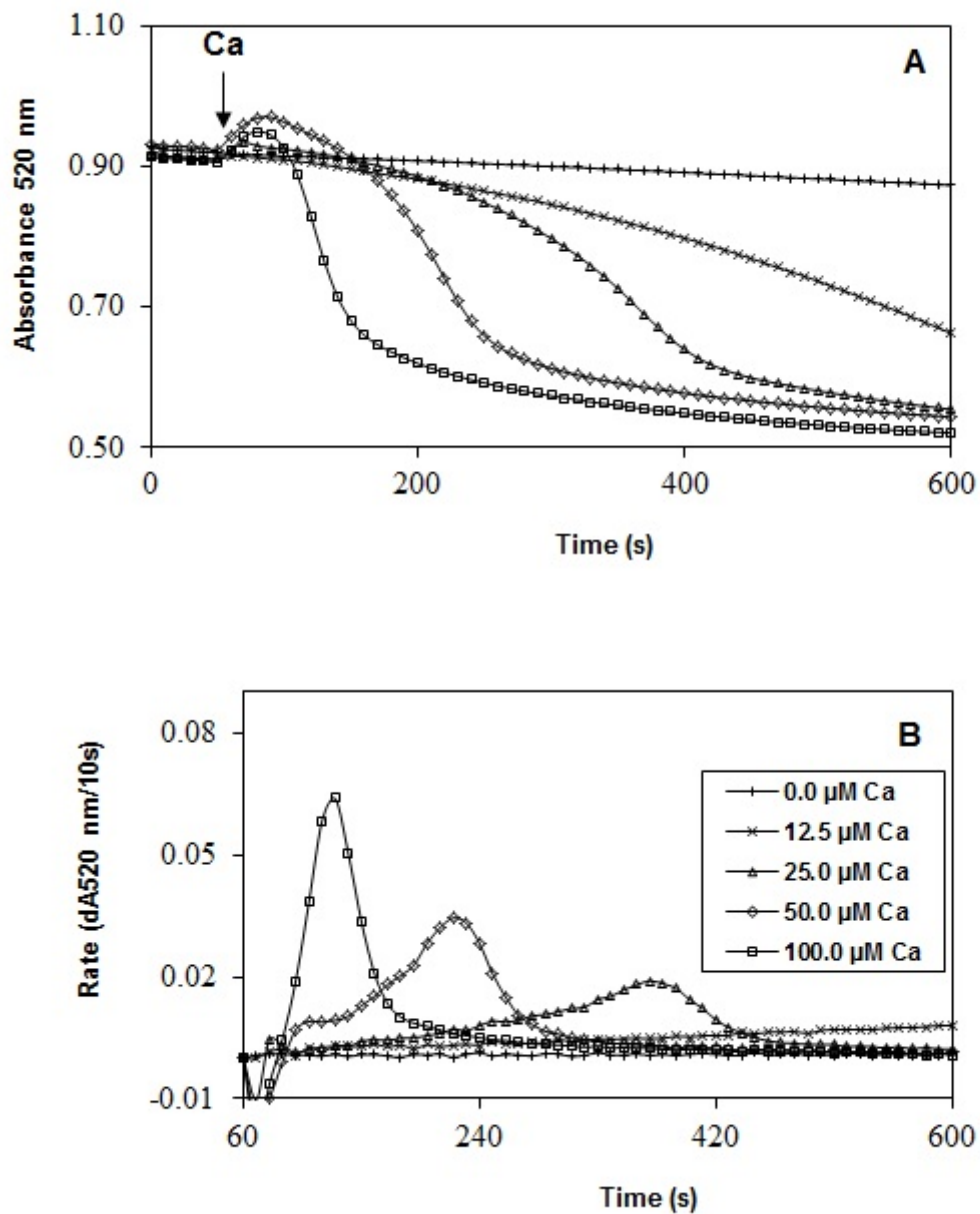 1.10
Ca
A
0.90
0.70
0.50
0 200 400 600
Absorbance 520 nm
Time (s)
0.08
B
0.05
0.02
-0.01
60 240 420 600
Rate (dA520 nm/10s)
0.0 µM Ca
12.5 µM Ca
25.0 µM Ca
50.0 µM Ca
100.0 µM Ca
Time (s)